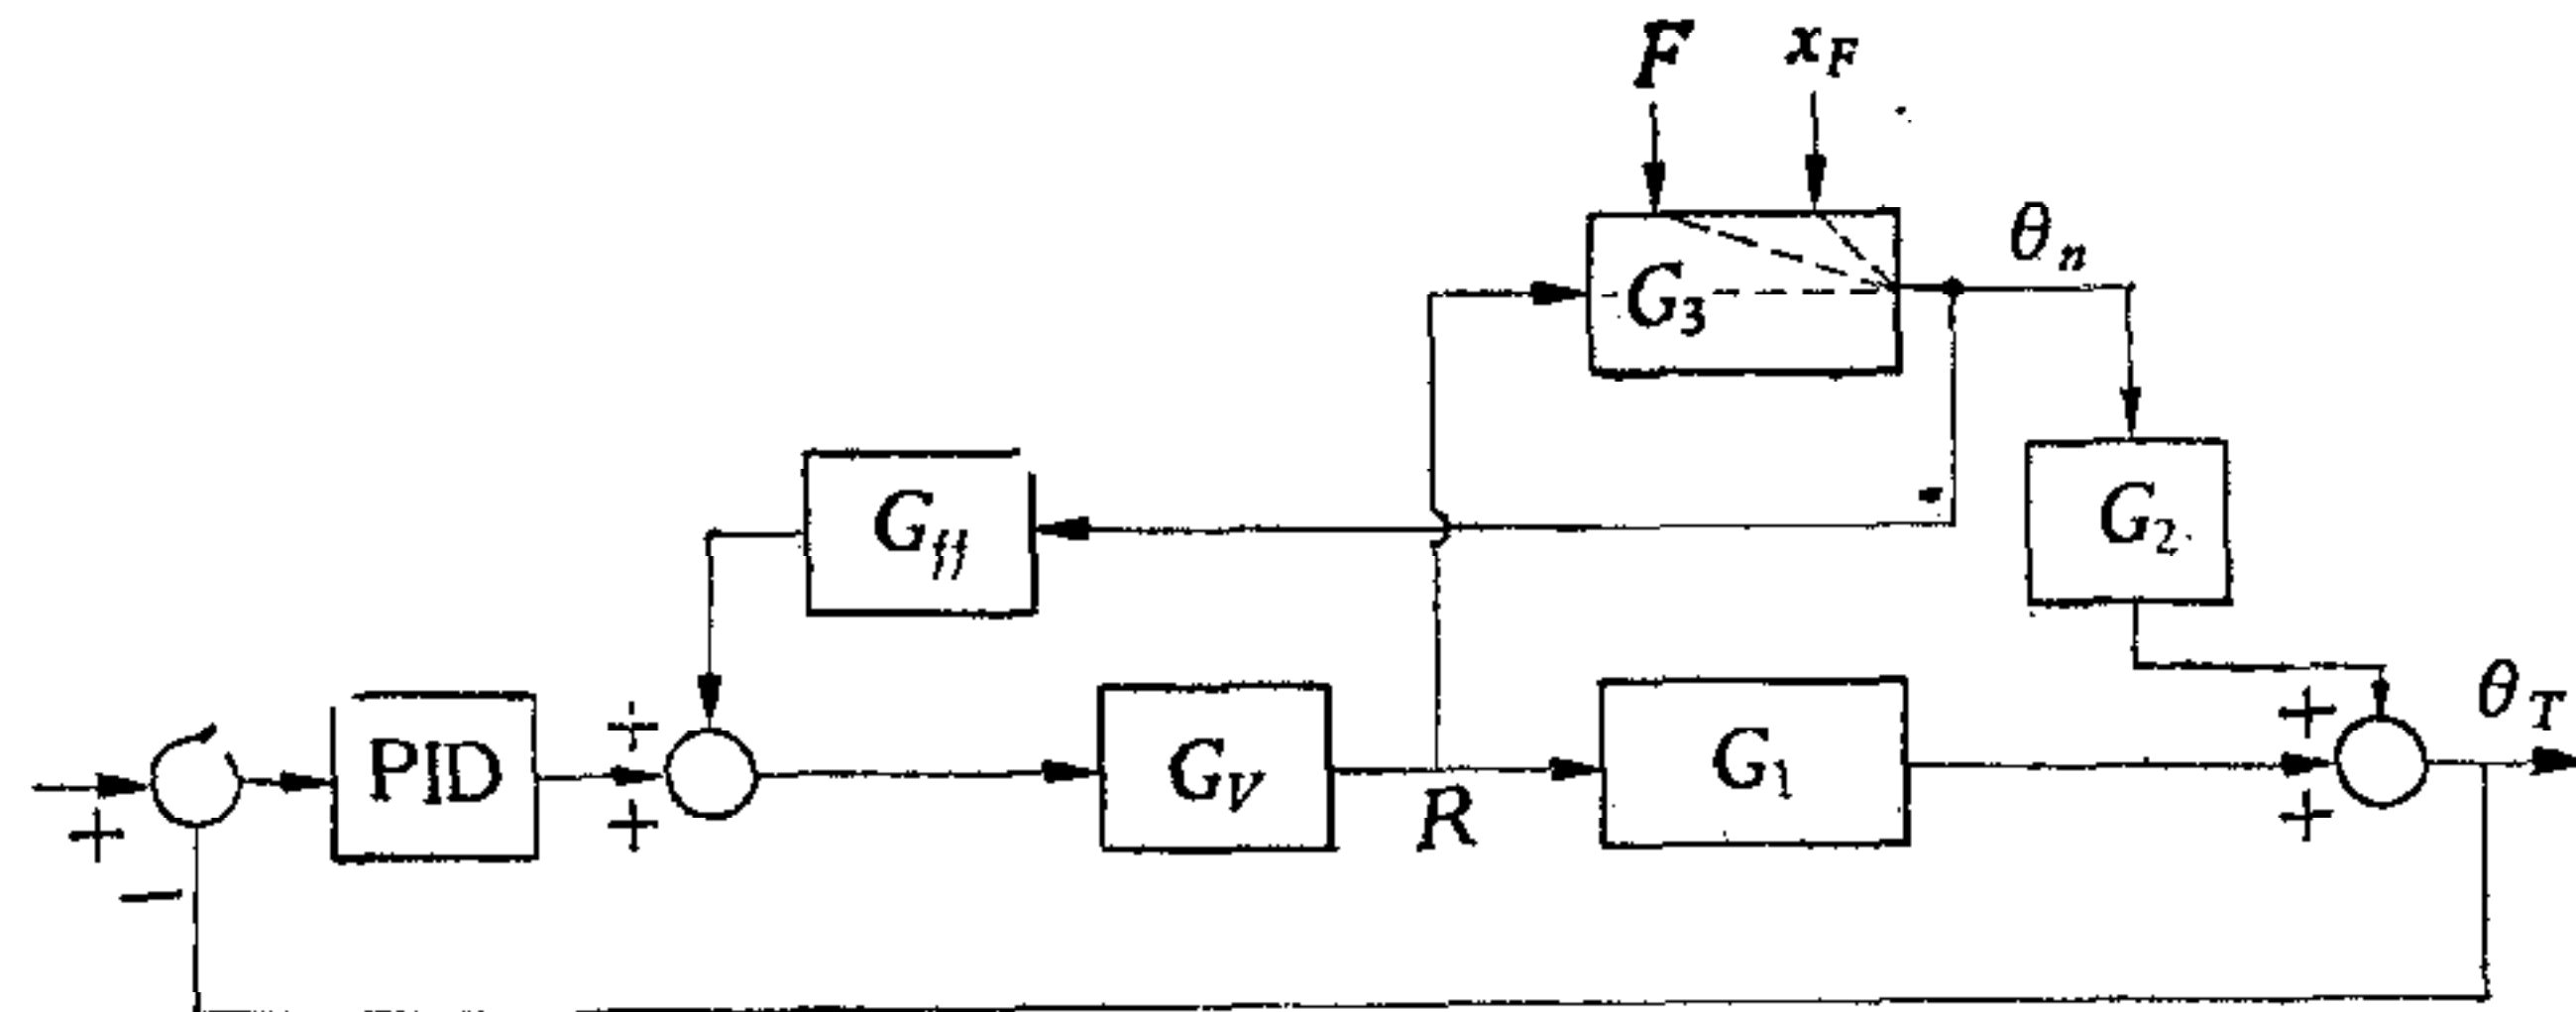 F
x_F
G_3
θ_n
G_ff
G_2
PID
+
+
G_V
R
G_1
+
+
θ_T
+
−